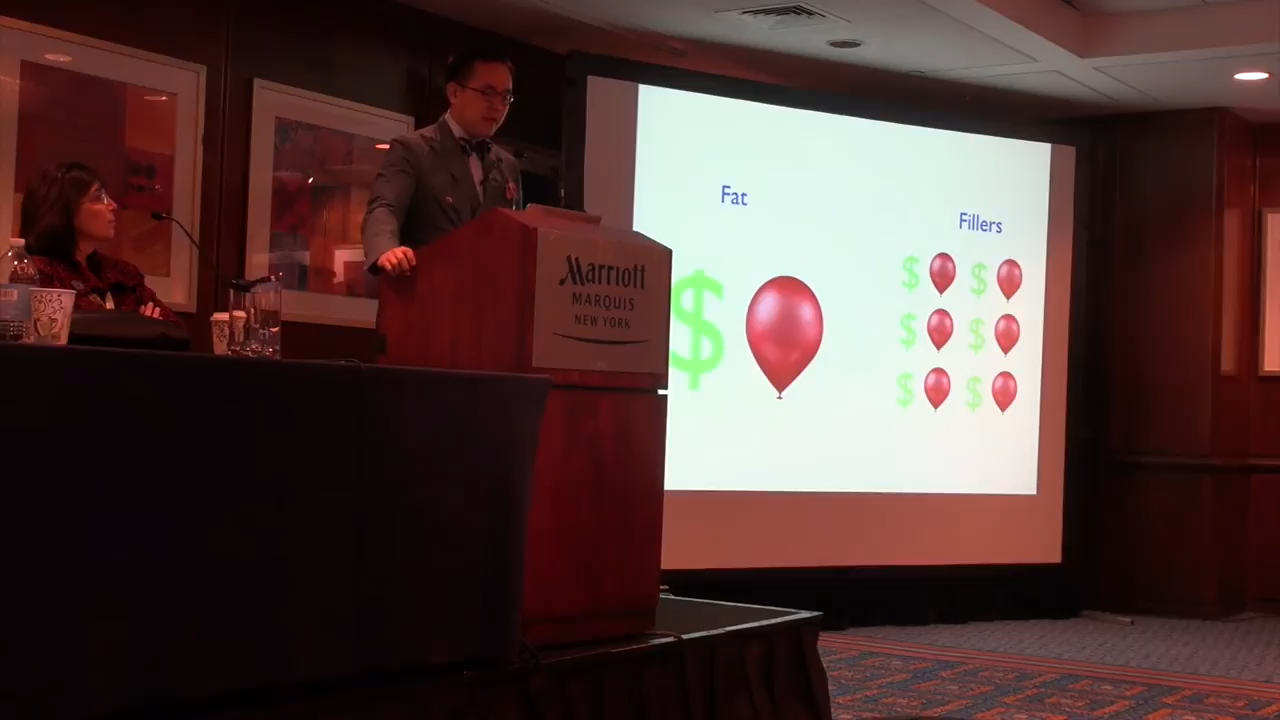 Marriott
MARQUIS
NEW YORK
Fat
$
Fillers
$ $
$ $
$ $